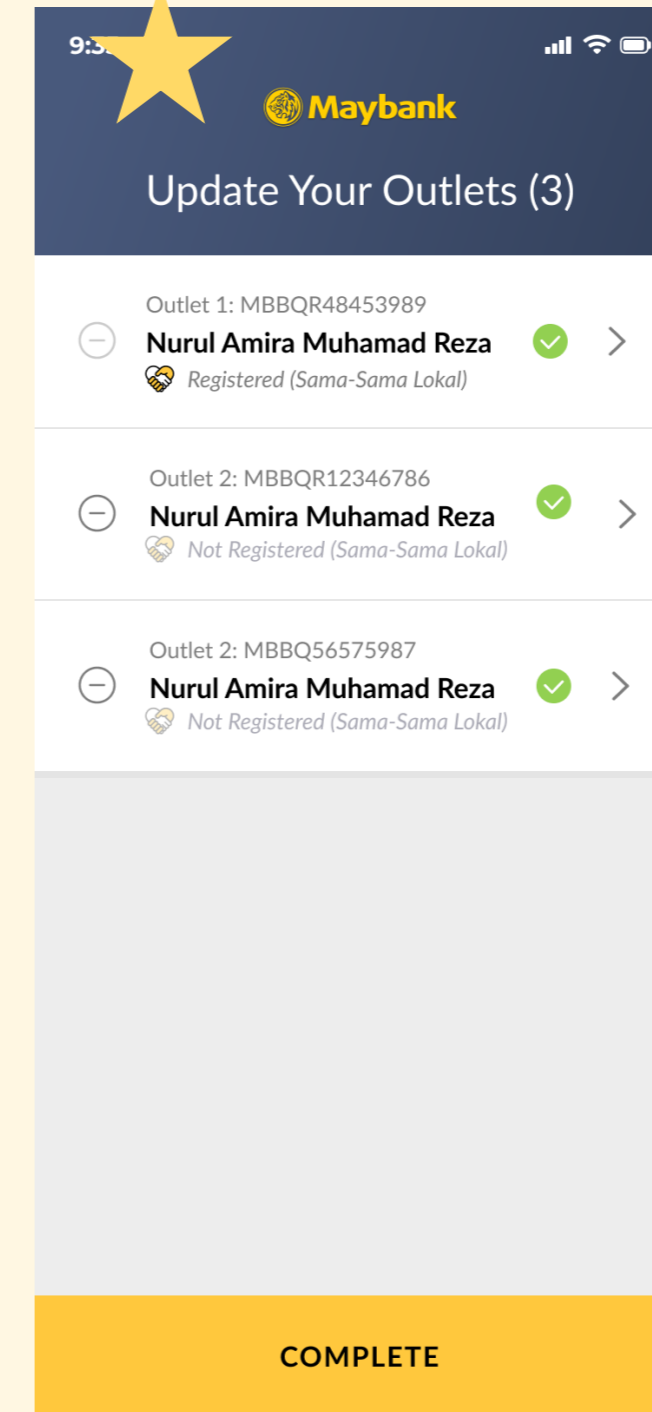 Maybank
Update Your Outlets (3)
Outlet 1: MBBQR48453989
Nurul Amira Muhamad Reza
Registered (Sama-Sama Lokal)
Outlet 2: MBBQR12346786
Nurul Amira Muhamad Reza
Not Registered (Sama-Sama Lokal)
Outlet 2: MBBQ56575987
Nurul Amira Muhamad Reza
Not Registered (Sama-Sama Lokal)
COMPLETE